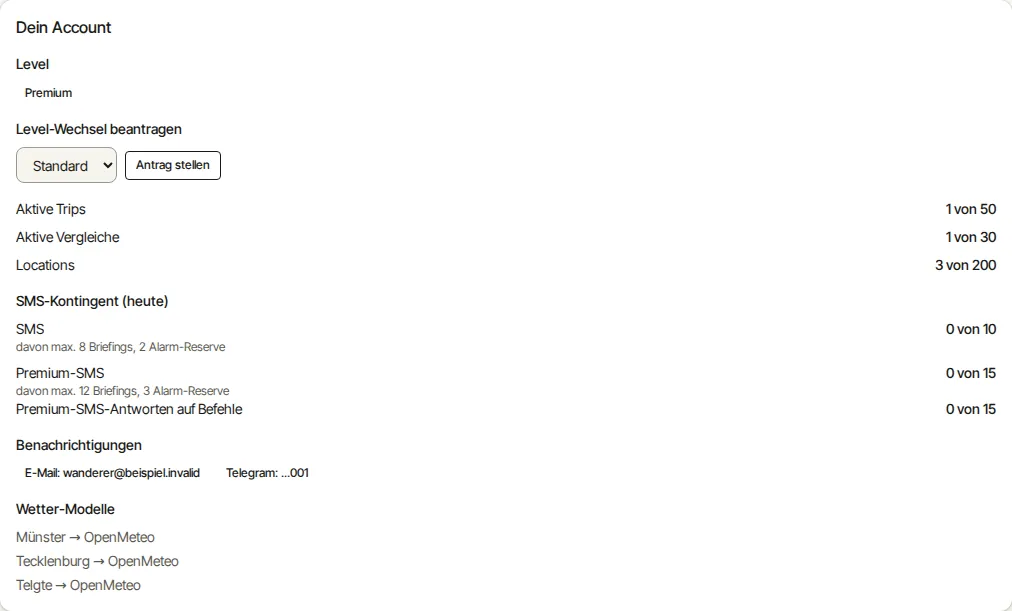 Dein Account
Level
Premium
Level-Wechsel beantragen
Standard Antrag stellen
Aktive Trips 1 von 50
Aktive Vergleiche 1 von 30
Locations 3 von 200
SMS-Kontingent (heute)
SMS 0 von 10
davon max. 8 Briefings, 2 Alarm-Reserve
Premium-SMS 0 von 15
davon max. 12 Briefings, 3 Alarm-Reserve
Premium-SMS-Antworten auf Befehle 0 von 15
Benachrichtigungen
E-Mail: wanderer@beispiel.invalid Telegram: ...001
Wetter-Modelle
Münster → OpenMeteo
Tecklenburg → OpenMeteo
Telgte → OpenMeteo